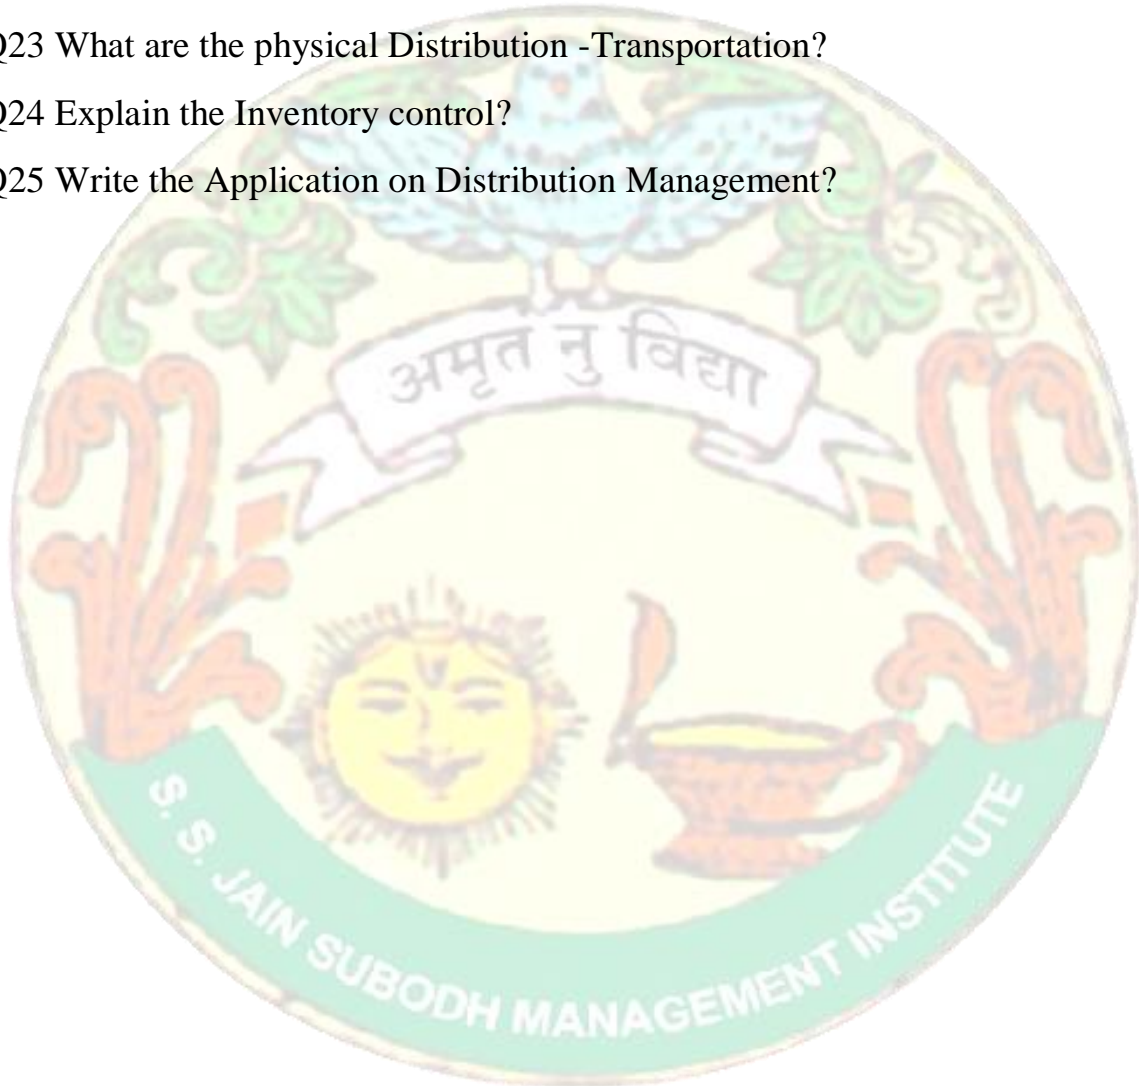 Q23 What are the physical Distribution -Transportation?
Q24 Explain the Inventory control?
Q25 Write the Application on Distribution Management?
अमृत नु विद्या
S. S. JAIN SUBODH MANAGEMENT INSTITUTE